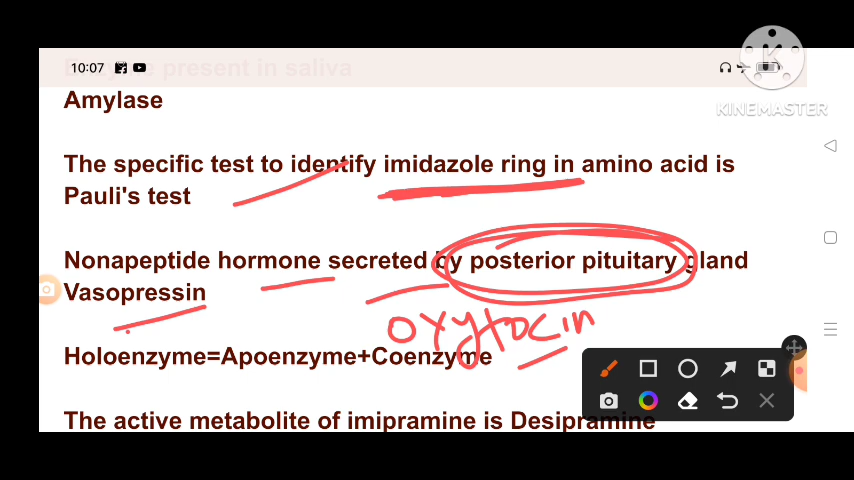 10:07
Enzyme present in saliva
KINEMASTER
Amylase
The specific test to identify imidazole ring in amino acid is
Pauli's test
Nonapeptide hormone secreted by posterior pituitary gland
Vasopressin
oxytocin
Holoenzyme=Apoenzyme+Coenzyme
The active metabolite of imipramine is Desipramine